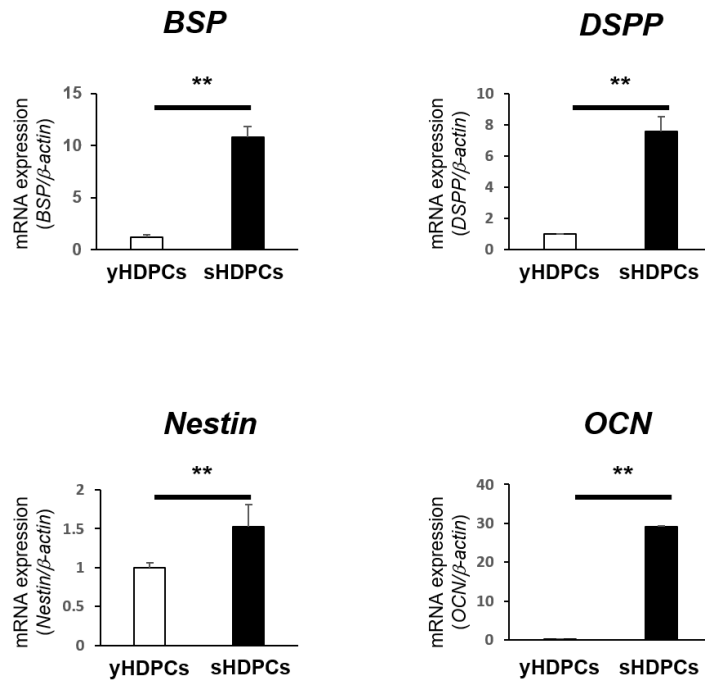 BSP
**
mRNA expression
(BSP/β-actin)
15
10
5
0
yHDPCs sHDPCs
DSPP
**
mRNA expression
(DSPP/β-actin)
10
8
6
4
2
0
yHDPCs sHDPCs
Nestin
**
mRNA expression
(Nestin/β-actin)
2
1.5
1
0.5
0
yHDPCs sHDPCs
OCN
**
mRNA expression
(OCN/β-actin)
40
30
20
10
0
yHDPCs sHDPCs